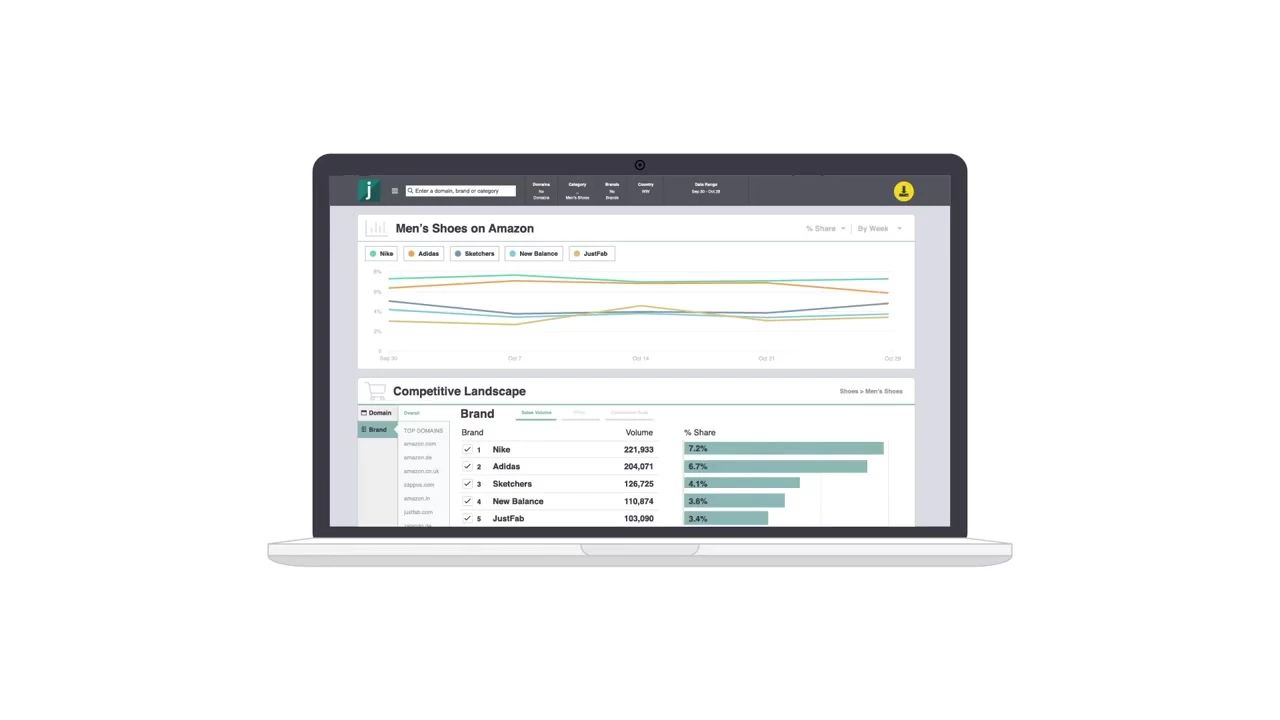 j
Enter a domain, brand or category
Domains
No
Domains
Category
Men's Shoes
Brands
No
Brands
Country
WW
Date Range
Sep 30 - Oct 28
Men's Shoes on Amazon
% Share
By Week
Nike
Adidas
Sketchers
New Balance
JustFab
8%
6%
4%
2%
0
Sep 30
Oct 7
Oct 14
Oct 21
Oct 28
Competitive Landscape
Shoes > Men's Shoes
Domain
Brand
Overall
TOP DOMAINS
amazon.com
amazon.de
amazon.co.uk
zappos.com
amazon.in
justfab.com
Brand
Sales Volume
Brand Volume % Share
1 Nike 221,933 7.2%
2 Adidas 204,071 6.7%
3 Sketchers 126,725 4.1%
4 New Balance 110,874 3.6%
5 JustFab 103,090 3.4%